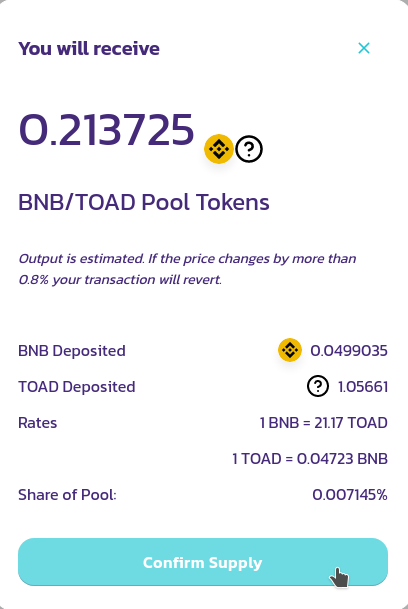 You will receive
0.213725
BNB/TOAD Pool Tokens
Output is estimated. If the price changes by more than
0.8% your transaction will revert.
BNB Deposited 0.0499035
TOAD Deposited ? 1.05661
Rates 1 BNB = 21.17 TOAD
1 TOAD = 0.04723 BNB
Share of Pool: 0.007145%
Confirm Supply